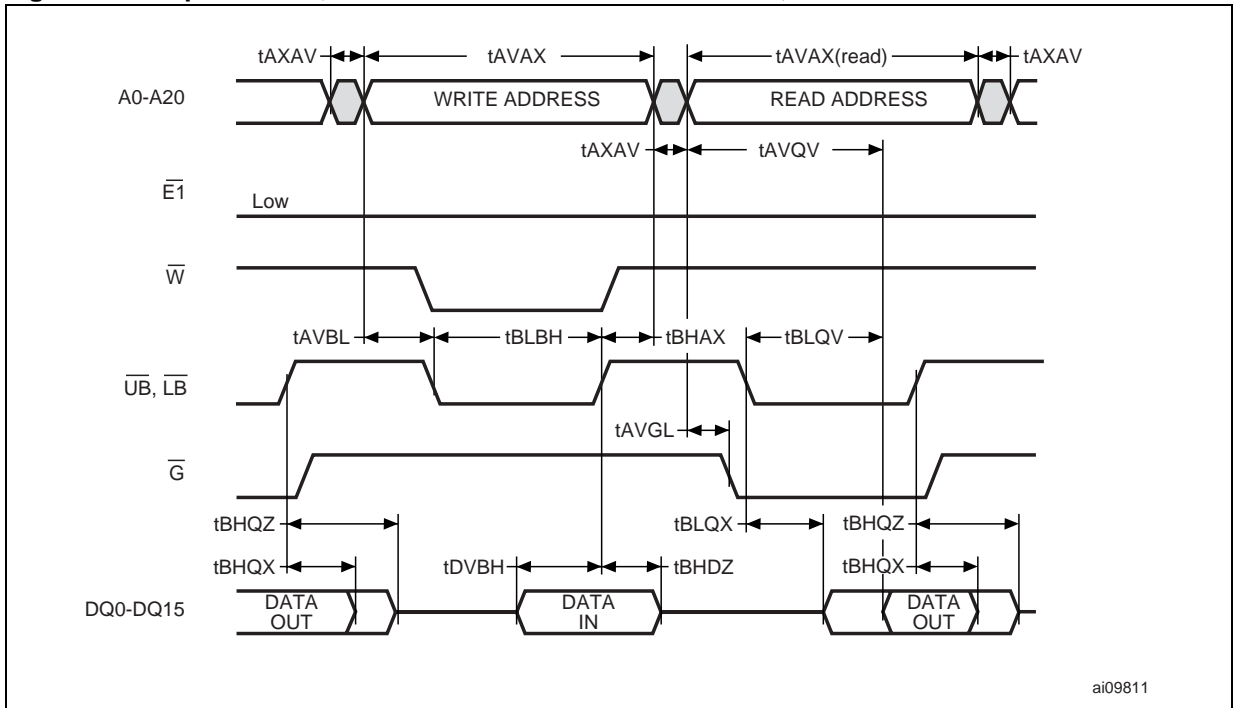 tAXAV tAVAX tAVAX(read) tAXAV
A0-A20 WRITE ADDRESS READ ADDRESS
tAXAV tAVQV
E1 Low
W
tAVBL tBLBH tBHAX tBLQV
UB, LB
tAVGL
G
tBHQZ tBLQX tBHQZ
tBHQX tDVBH tBHDZ tBHQX
DQ0-DQ15 DATA OUT DATA IN DATA OUT
ai09811